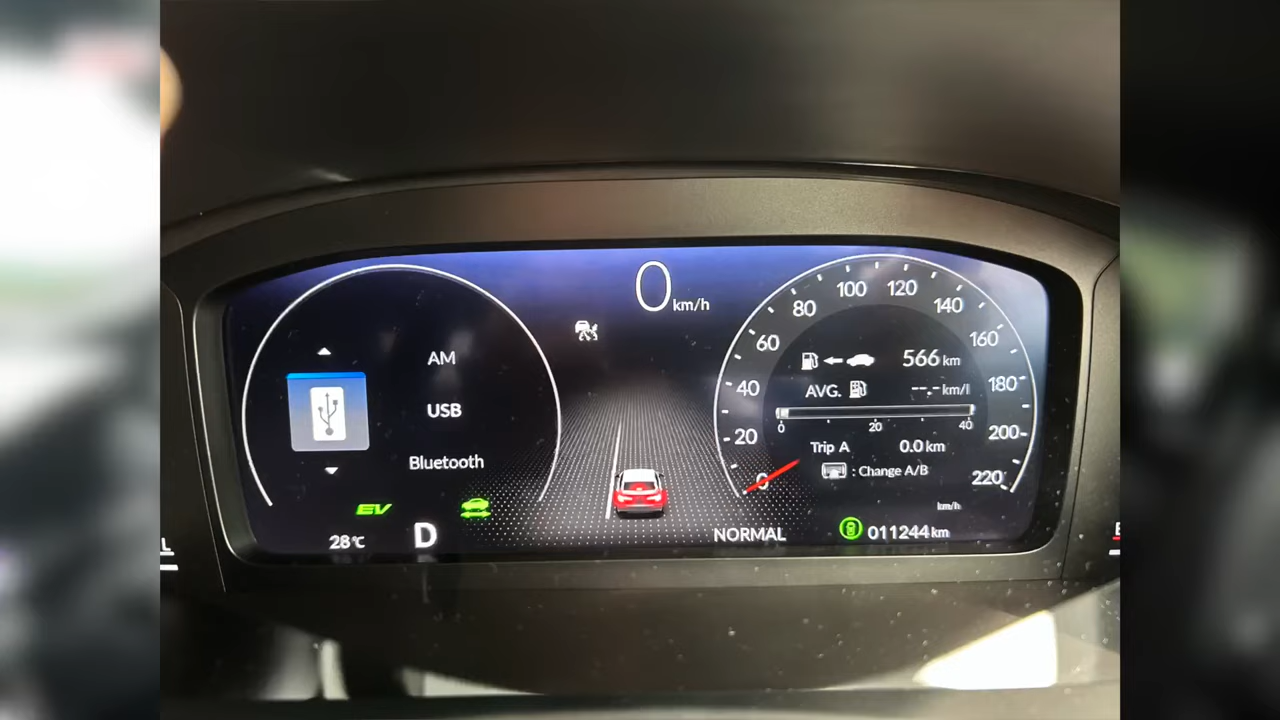 0 km/h
AM
USB
Bluetooth
EV
28℃
D
0
20
40
60
80
100
120
140
160
180
200
220
km/h
566 km
AVG. --.- km/l
0 20 40
Trip A 0.0 km
: Change A/B
NORMAL
011244 km